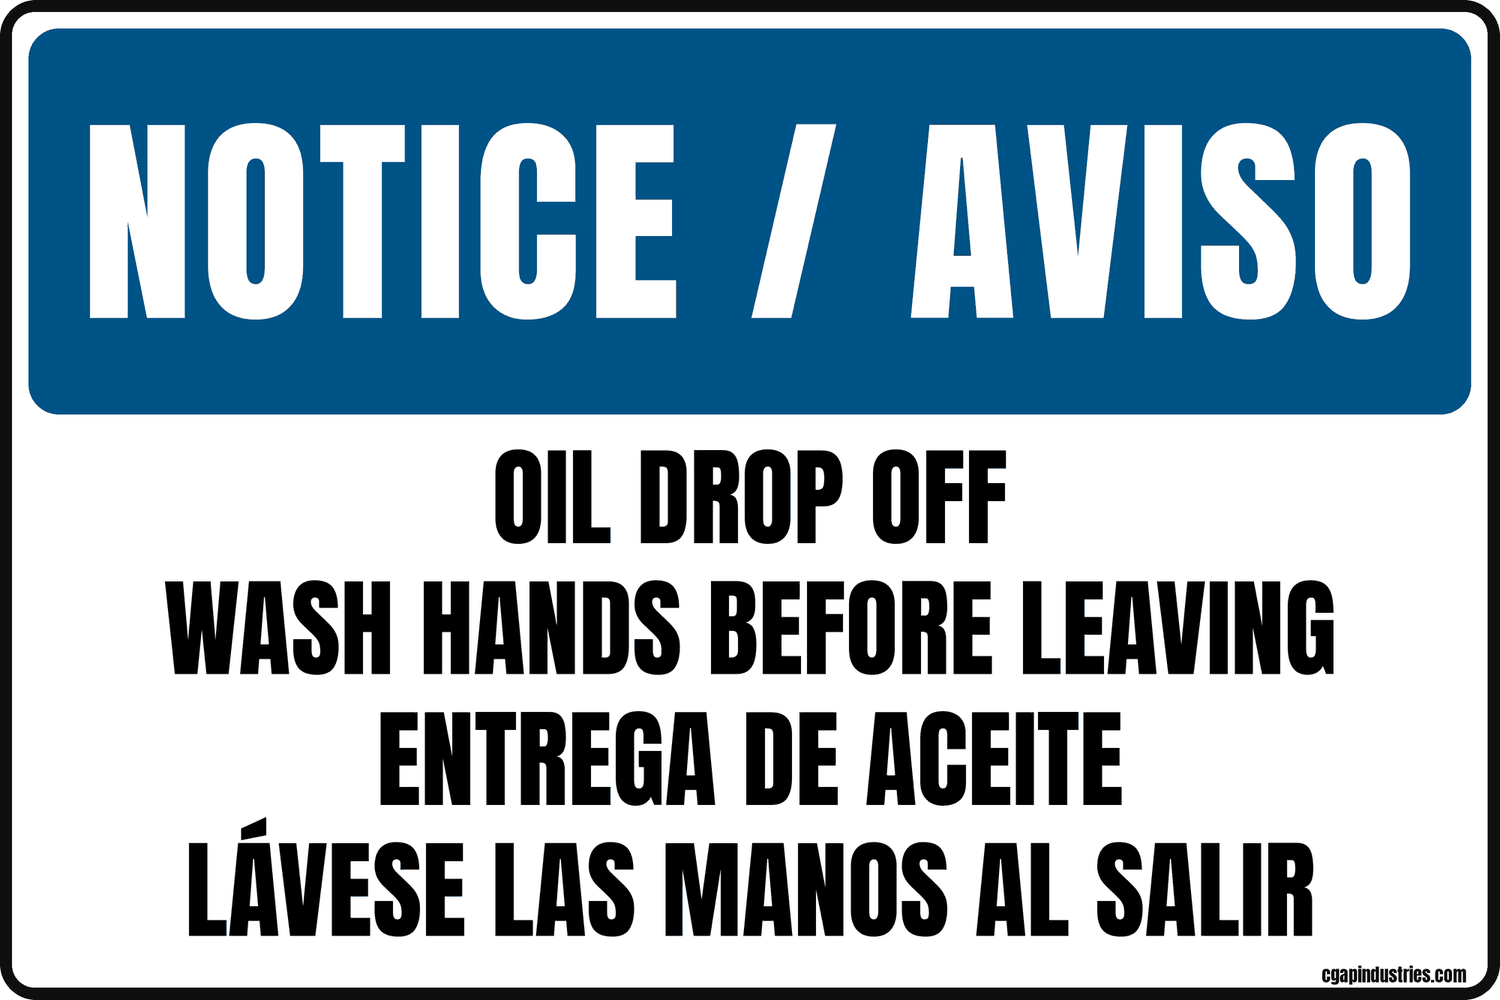 NOTICE / AVISO
OIL DROP OFF
WASH HANDS BEFORE LEAVING
ENTREGA DE ACEITE
LÁVESE LAS MANOS AL SALIR
cgapindustries.com